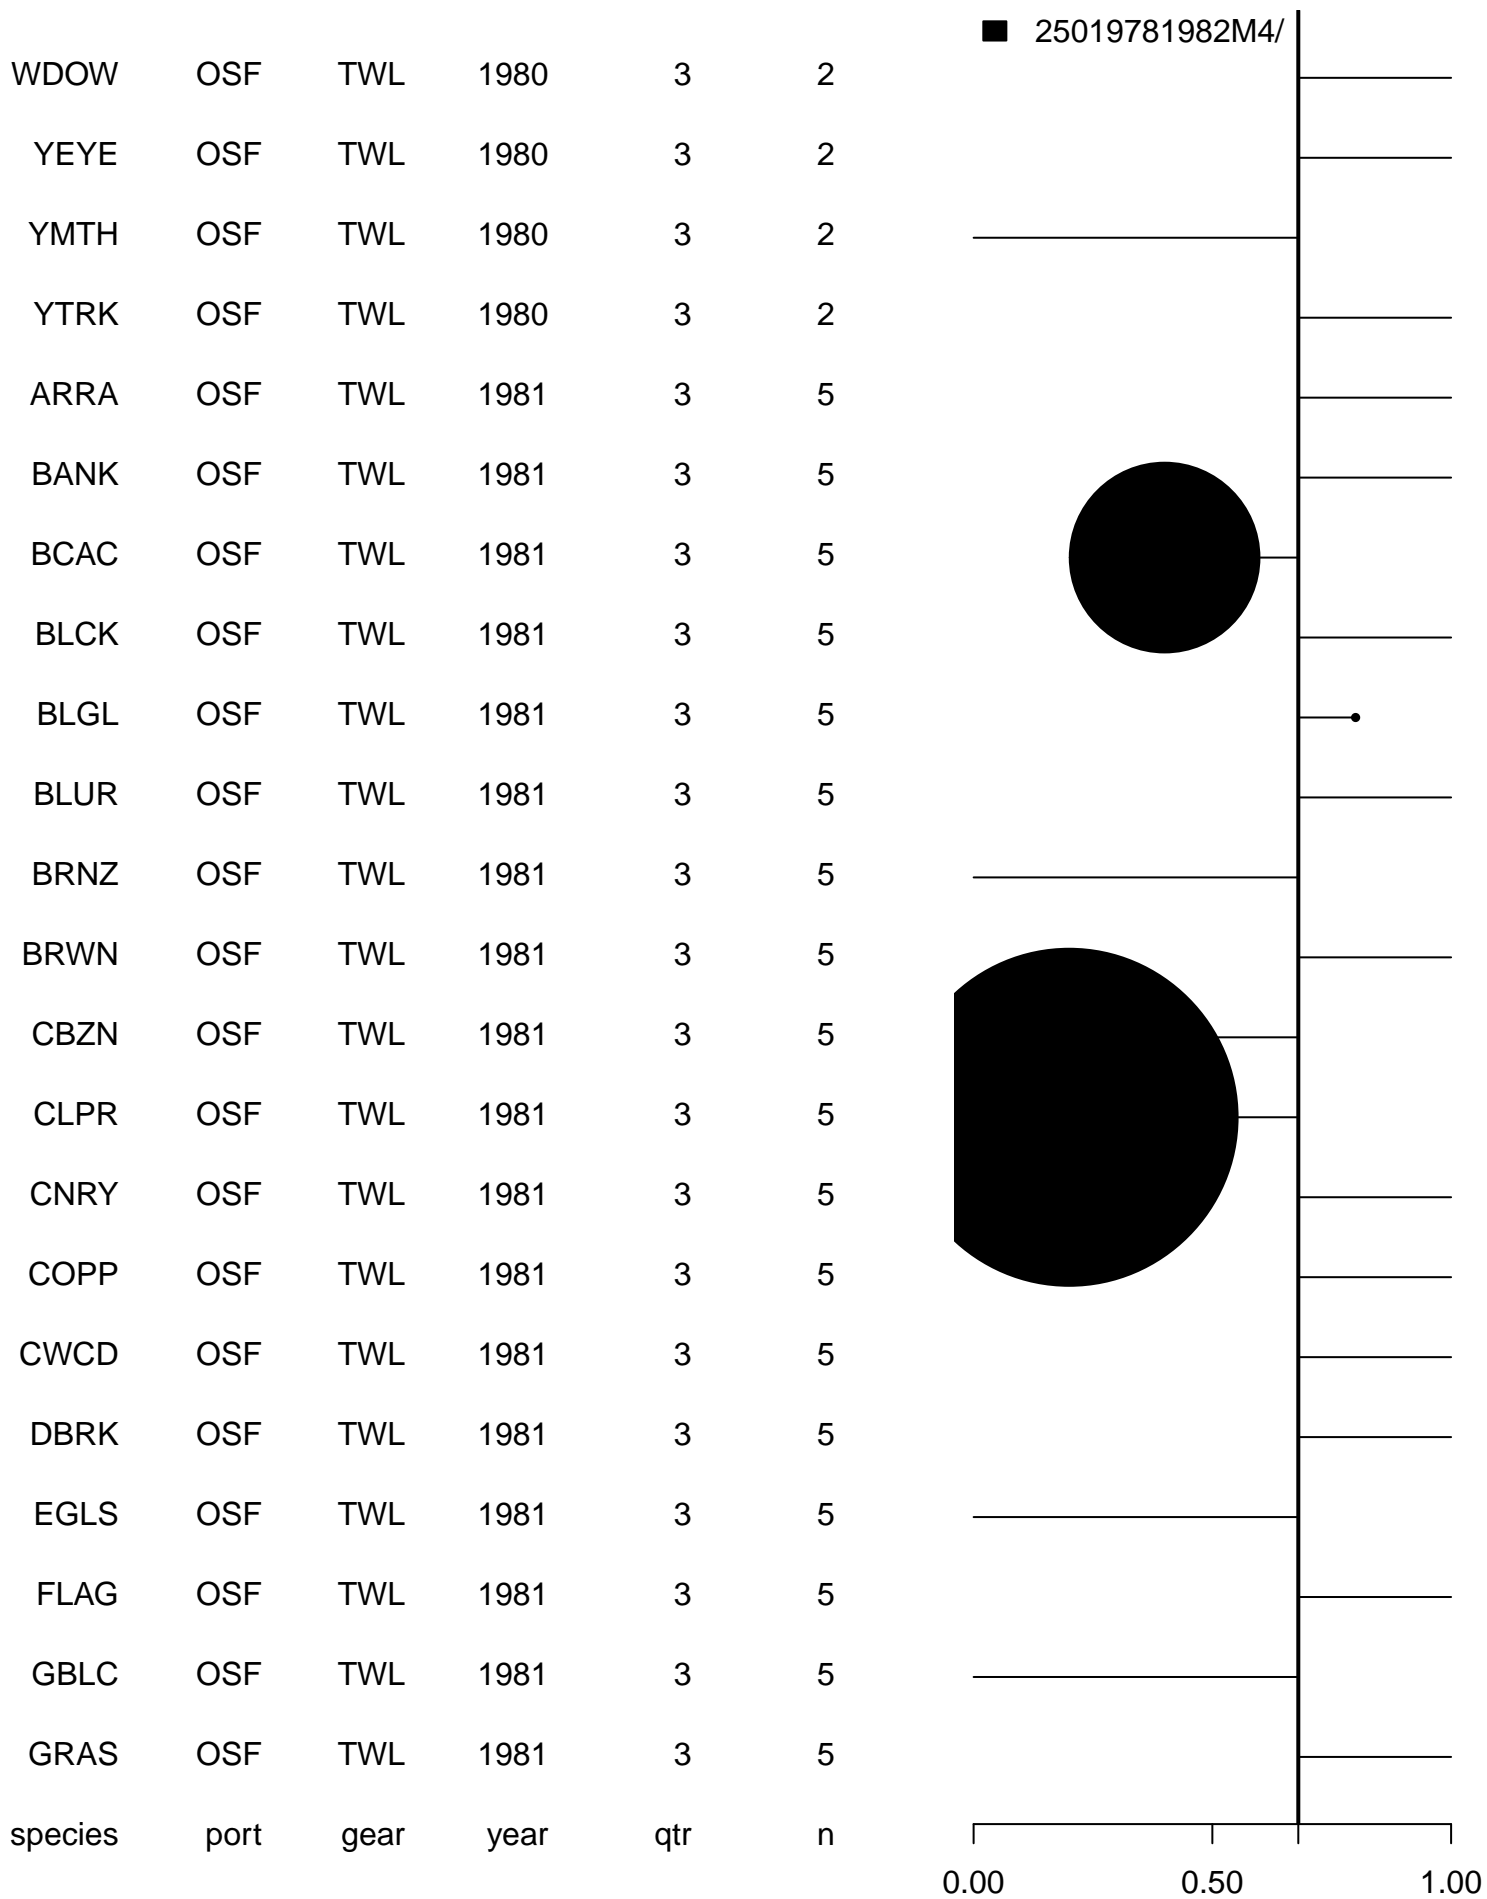 25019781982M4/
WDOW OSF TWL 1980 3 2
YEYE OSF TWL 1980 3 2
YMTH OSF TWL 1980 3 2
YTRK OSF TWL 1980 3 2
ARRA OSF TWL 1981 3 5
BANK OSF TWL 1981 3 5
BCAC OSF TWL 1981 3 5
BLCK OSF TWL 1981 3 5
BLGL OSF TWL 1981 3 5
BLUR OSF TWL 1981 3 5
BRNZ OSF TWL 1981 3 5
BRWN OSF TWL 1981 3 5
CBZN OSF TWL 1981 3 5
CLPR OSF TWL 1981 3 5
CNRY OSF TWL 1981 3 5
COPP OSF TWL 1981 3 5
CWCD OSF TWL 1981 3 5
DBRK OSF TWL 1981 3 5
EGLS OSF TWL 1981 3 5
FLAG OSF TWL 1981 3 5
GBLC OSF TWL 1981 3 5
GRAS OSF TWL 1981 3 5
species port gear year qtr n
0.00 0.50 1.00